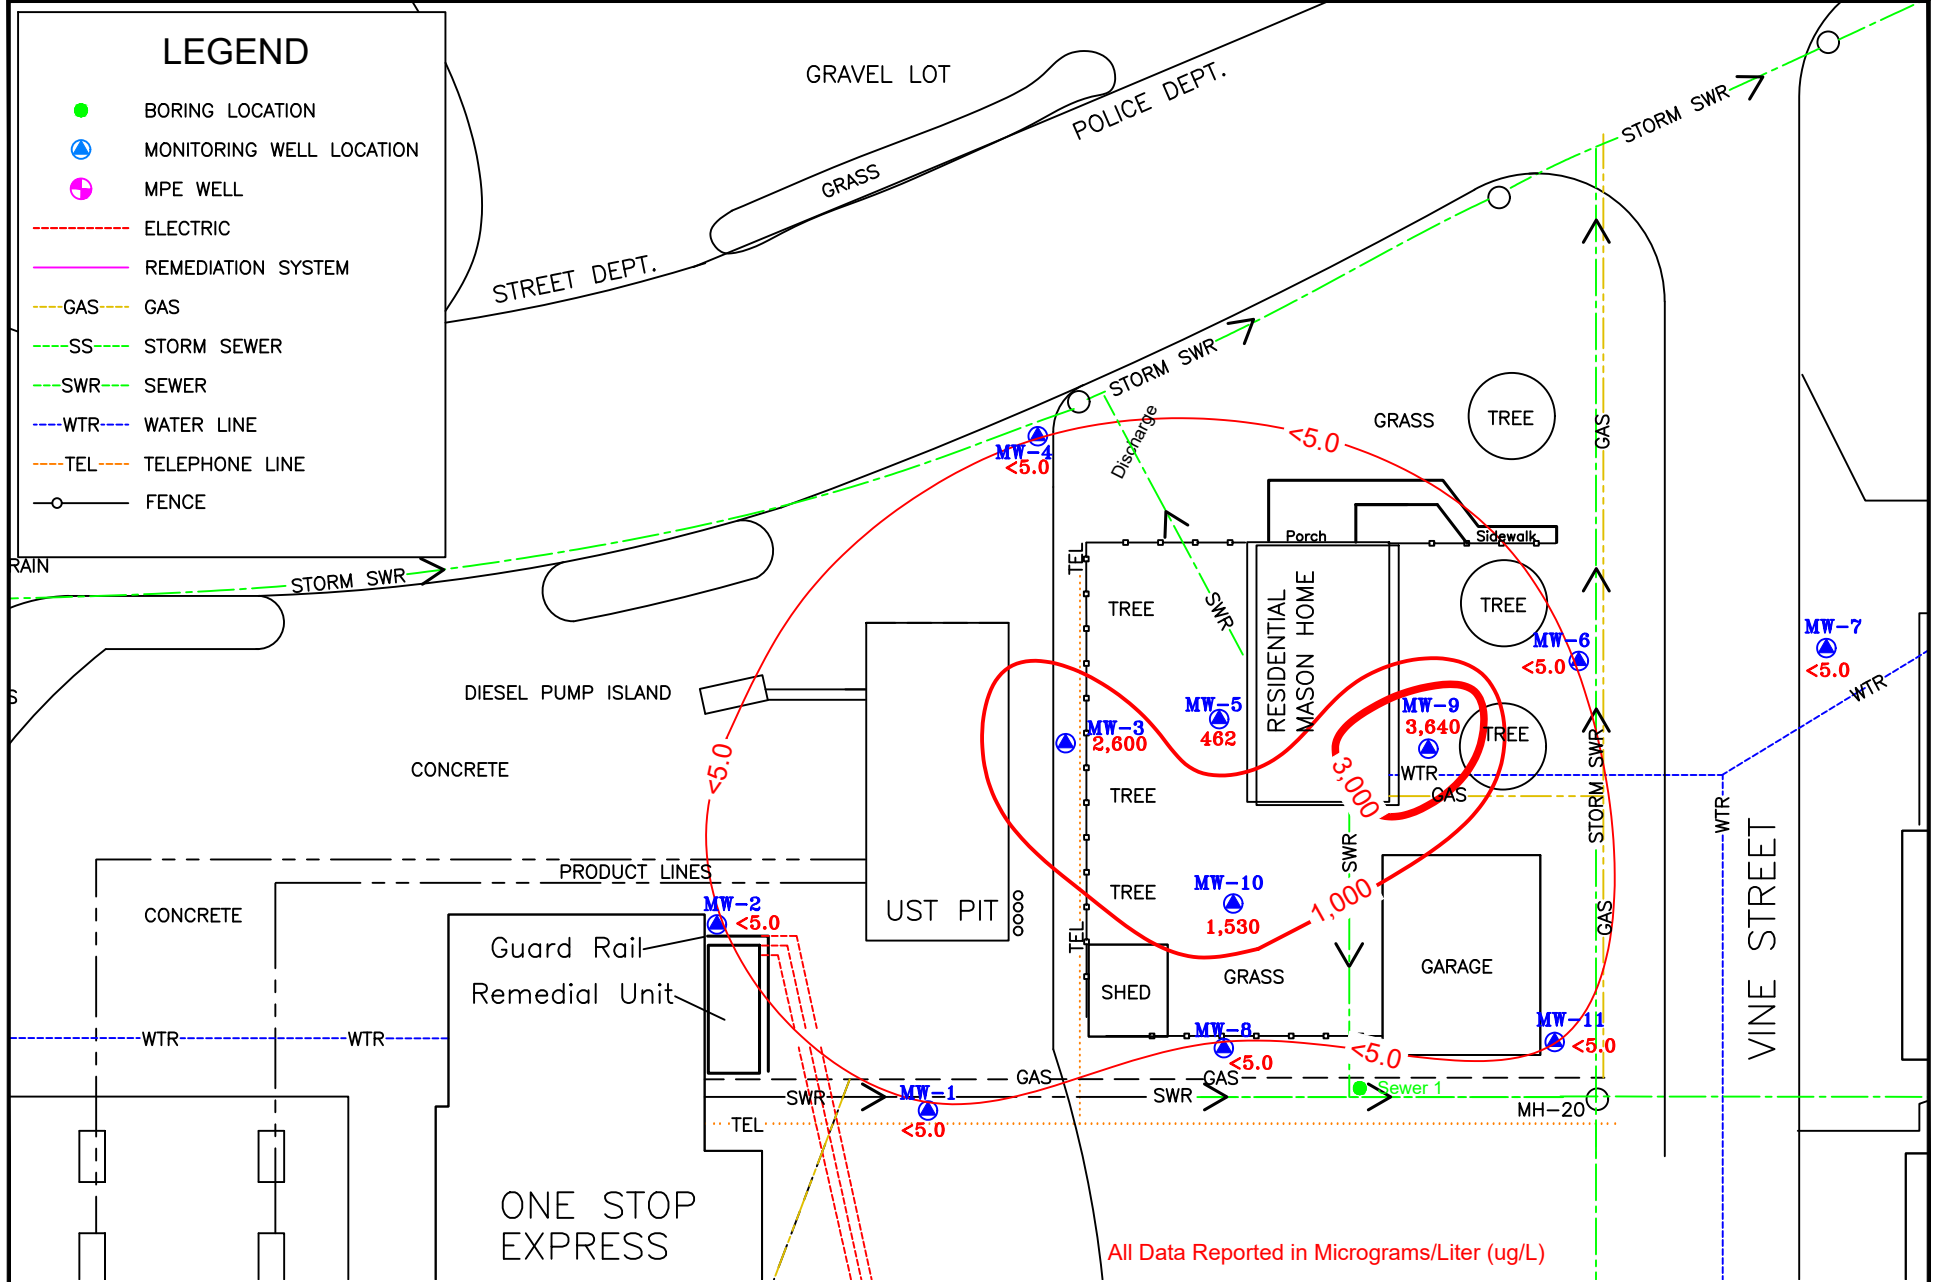 LEGEND
BORING LOCATION
MONITORING WELL LOCATION
MPE WELL
ELECTRIC
REMEDIATION SYSTEM
GAS GAS
SS STORM SEWER
SWR SEWER
WTR WATER LINE
TEL TELEPHONE LINE
FENCE
GRAVEL LOT
GRASS
POLICE DEPT.
STREET DEPT.
STORM SWR
STORM SWR
STORM SWR
RAIN
S
Discharge
GRASS
TREE
GAS
<5.0
MW-4
<5.0
Porch
Sidewalk
TEL
TREE
SWR
RESIDENTIAL
MASON HOME
TREE
MW-6
<5.0
MW-7
<5.0
WTR
DIESEL PUMP ISLAND
MW-3
2,600
MW-5
462
MW-9
3,640
TREE
WTR
GAS
3,000
STORM SWR
WTR
CONCRETE
<5.0
TREE
SWR
PRODUCT LINES
CONCRETE
MW-2
<5.0
UST PIT
TREE
MW-10
1,530
1,000
GAS
VINE STREET
Guard Rail
Remedial Unit
TEL
SHED
GRASS
GARAGE
WTR
WTR
MW-8
<5.0
<5.0
MW-11
<5.0
GAS
GAS
SWR
MW-1
<5.0
SWR
Sewer 1
MH-20
TEL
ONE STOP
EXPRESS
All Data Reported in Micrograms/Liter (ug/L)